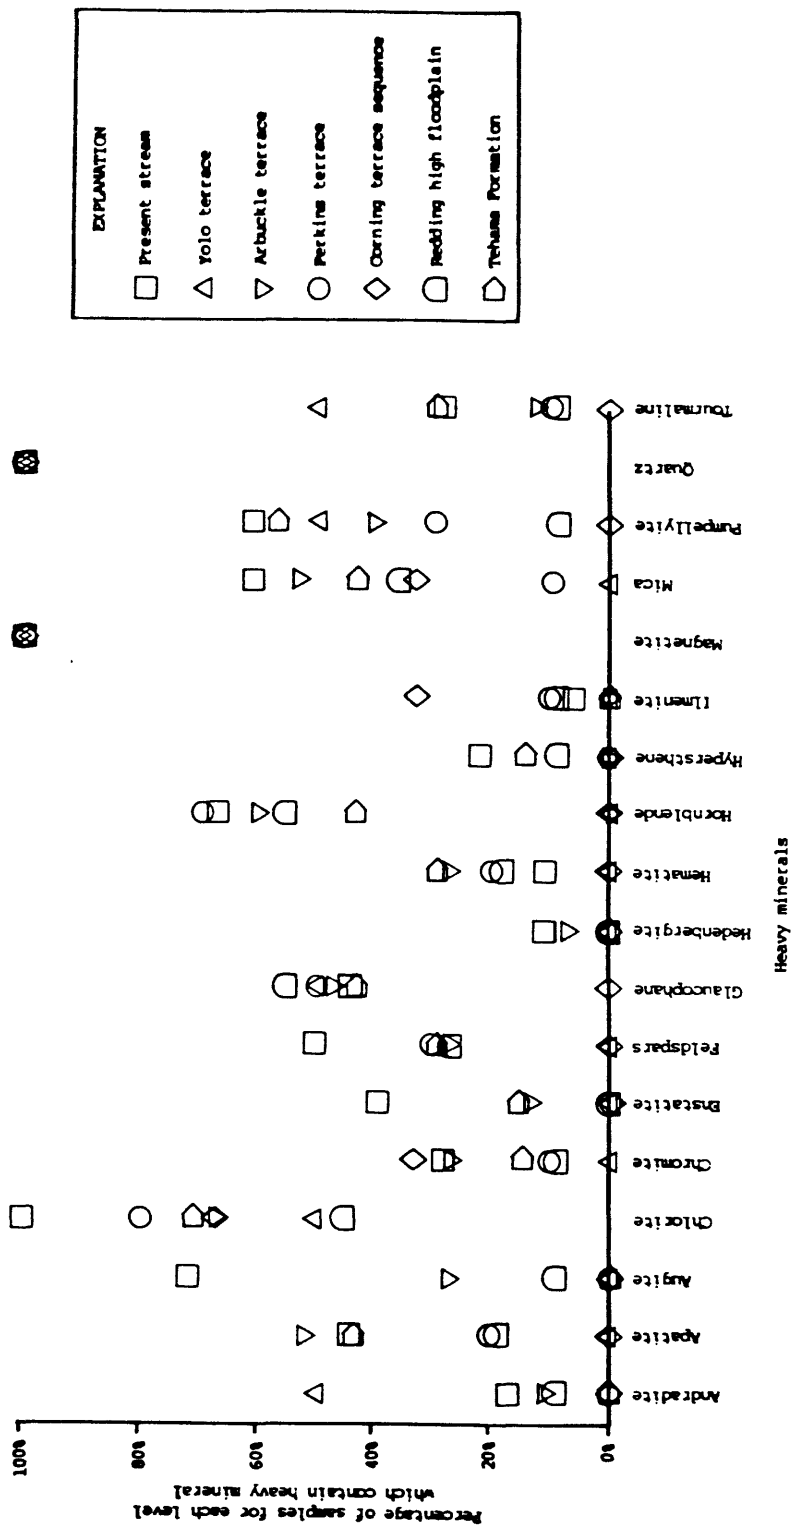 EXPLANATION
Present stream
Yolo terrace
Arbuckle terrace
Perkins terrace
Corning terrace sequence
Redding high floodplain
Tehama Formation
Percentage of samples for each level
which contain heavy mineral
100%
80%
60%
40%
20%
0%
Andradite
Apatite
Augite
Chlorite
Chromite
Enstatite
Feldspars
Glaucophane
Hedenbergite
Hematite
Hornblende
Hypersthene
Ilmenite
Magnetite
Mica
Pumpellyite
Quartz
Tourmaline
Heavy minerals